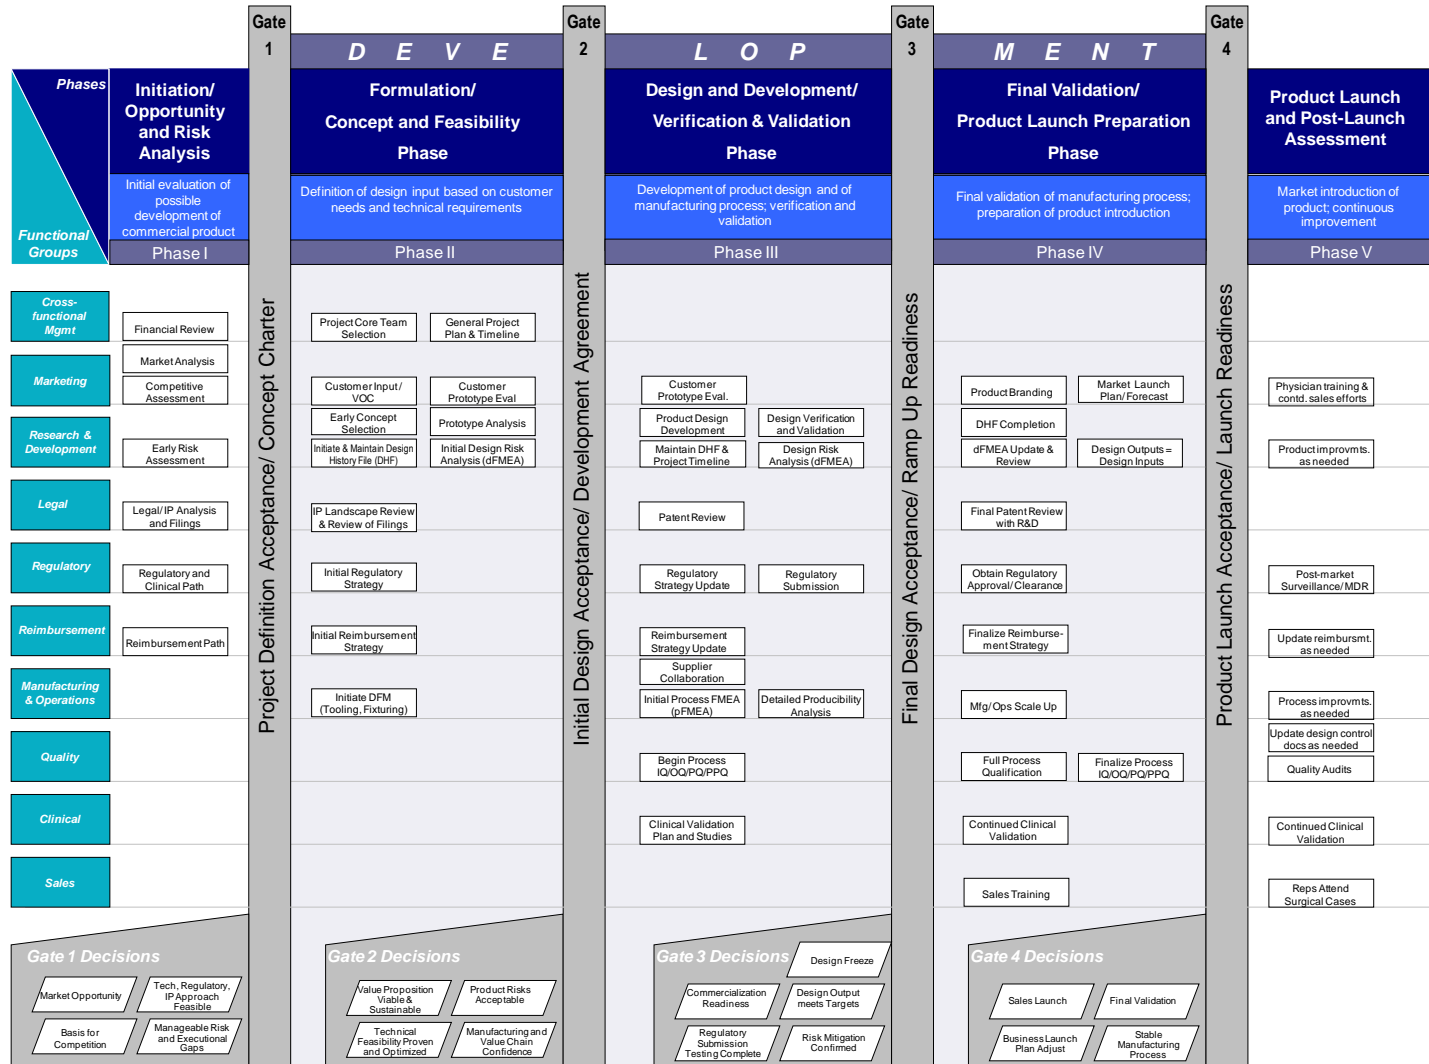 Gate
1
Gate
2
Gate
3
Gate
4
D E V E
L O P
M E N T
Phases
Functional
Groups
Initiation/
Opportunity
and Risk
Analysis
Formulation/
Concept and Feasibility
Phase
Design and Development/
Verification & Validation
Phase
Final Validation/
Product Launch Preparation
Phase
Product Launch
and Post-Launch
Assessment
Initial evaluation of
possible
development of
commercial product
Definition of design input based on customer
needs and technical requirements
Development of product design and of
manufacturing process; verification and
validation
Final validation of manufacturing process;
preparation of product introduction
Market introduction of
product; continuous
improvement
Phase I
Phase II
Phase III
Phase IV
Phase V
Project Definition Acceptance/ Concept Charter
Initial Design Acceptance/ Development Agreement
Final Design Acceptance/ Ramp Up Readiness
Product Launch Acceptance/ Launch Readiness
Cross-
functional
Mgmt
Financial Review
Project Core Team
Selection
General Project
Plan & Timeline
Marketing
Market Analysis
Competitive
Assessment
Customer Input /
VOC
Customer
Prototype Eval
Customer
Prototype Eval.
Product Branding
Market Launch
Plan/ Forecast
Physician training &
contd. sales efforts
Research &
Development
Early Risk
Assessment
Early Concept
Selection
Prototype Analysis
Initiate & Maintain Design
History File (DHF)
Initial Design Risk
Analysis (dFMEA)
Product Design
Development
Design Verification
and Validation
Maintain DHF &
Project Timeline
Design Risk
Analysis (dFMEA)
DHF Completion
dFMEA Update &
Review
Design Outputs =
Design Inputs
Product improvmts.
as needed
Legal
Legal/ IP Analysis
and Filings
IP Landscape Review
& Review of Filings
Patent Review
Final Patent Review
with R&D
Regulatory
Regulatory and
Clinical Path
Initial Regulatory
Strategy
Regulatory
Strategy Update
Regulatory
Submission
Obtain Regulatory
Approval/ Clearance
Post-market
Surveillance/ MDR
Reimbursement
Reimbursement Path
Initial Reimbursement
Strategy
Reimbursement
Strategy Update
Finalize Reimburse-
ment Strategy
Update reimbursmt.
as needed
Manufacturing
& Operations
Initiate DFM
(Tooling, Fixturing)
Supplier
Collaboration
Initial Process FMEA
(pFMEA)
Detailed Producibility
Analysis
Mfg/ Ops Scale Up
Process improvmts.
as needed
Quality
Begin Process
IQ/OQ/PQ/PPQ
Full Process
Qualification
Finalize Process
IQ/OQ/PQ/PPQ
Update design control
docs as needed
Quality Audits
Clinical
Clinical Validation
Plan and Studies
Continued Clinical
Validation
Continued Clinical
Validation
Sales
Sales Training
Reps Attend
Surgical Cases
Gate 1 Decisions
Market Opportunity
Tech, Regulatory,
IP Approach
Feasible
Basis for
Competition
Manageable Risk
and Executional
Gaps
Gate 2 Decisions
Value Proposition
Viable &
Sustainable
Product Risks
Acceptable
Technical
Feasibility Proven
and Optimized
Manufacturing and
Value Chain
Confidence
Gate 3 Decisions
Design Freeze
Commercialization
Readiness
Design Output
meets Targets
Regulatory
Submission
Testing Complete
Risk Mitigation
Confirmed
Gate 4 Decisions
Sales Launch
Final Validation
Business Launch
Plan Adjust
Stable
Manufacturing
Process